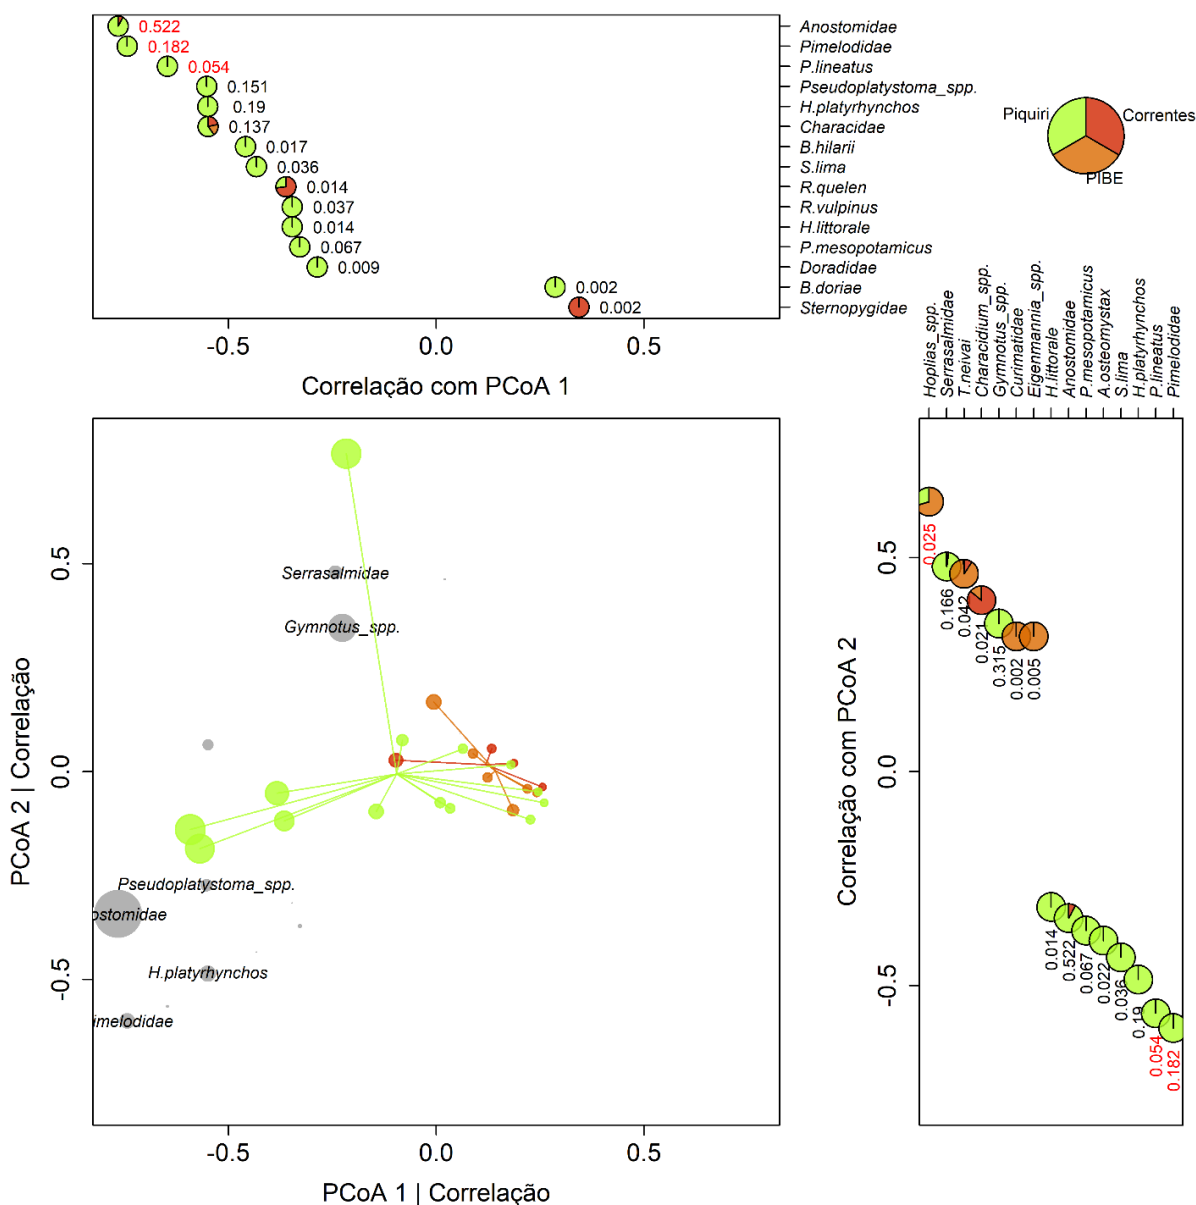 0.522
0.182
0.054
0.151
0.19
0.137
0.017
0.036
0.014
0.037
0.014
0.067
0.009
0.002
0.002
Anostomidae
Pimelodidae
P.lineatus
Pseudoplatystoma_spp.
H.platyrhynchos
Characidae
B.hilarii
S.lima
R.quelen
R.vulpinus
H.littorale
P.mesopotamicus
Doradidae
B.doriae
Sternopygidae
-0.5 0.0 0.5
Correlação com PCoA 1
Piquiri
Correntes
PIBE
Hoplias_spp.
Serrasalmidae
T.neivai
Characidium_spp.
Gymnotus_spp.
Curimatidae
Eigenmannia_spp.
H.littorale
Anostomidae
P.mesopotamicus
A.osteomystax
S.lima
H.platyrhynchos
P.lineatus
Pimelodidae
PCoA 2 | Correlação
0.5
0.0
-0.5
Serrasalmidae
Gymnotus_spp.
Pseudoplatystoma_spp.
ostomidae
H.platyrhynchos
imelodidae
-0.5 0.0 0.5
PCoA 1 | Correlação
Correlação com PCoA 2
0.5
0.0
-0.5
0.025
0.166
0.042
0.021
0.315
0.002
0.005
0.014
0.522
0.067
0.022
0.036
0.19
0.054
0.182